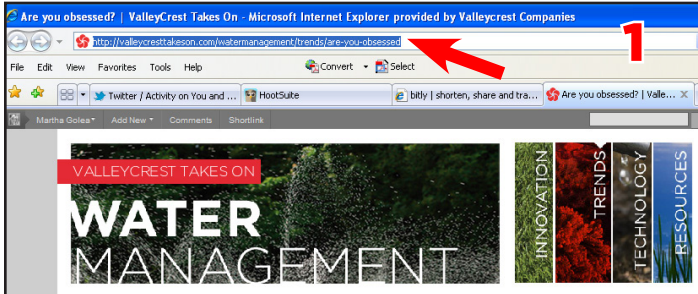 Are you obsessed? | ValleyCrest Takes On - Microsoft Internet Explorer provided by Valleycrest Companies
http://valleycresttakeson.com/watermanagement/trends/are-you-obsessed
1
File Edit View Favorites Tools Help Convert Select
Twitter / Activity on You and ... HootSuite bitly | shorten, share and tra... Are you obsessed? | Valle... X
Martha Golea Add New Comments Shortlink
VALLEYCREST TAKES ON
WATER
MANAGEMENT
INNOVATION
TRENDS
TECHNOLOGY
RESOURCES